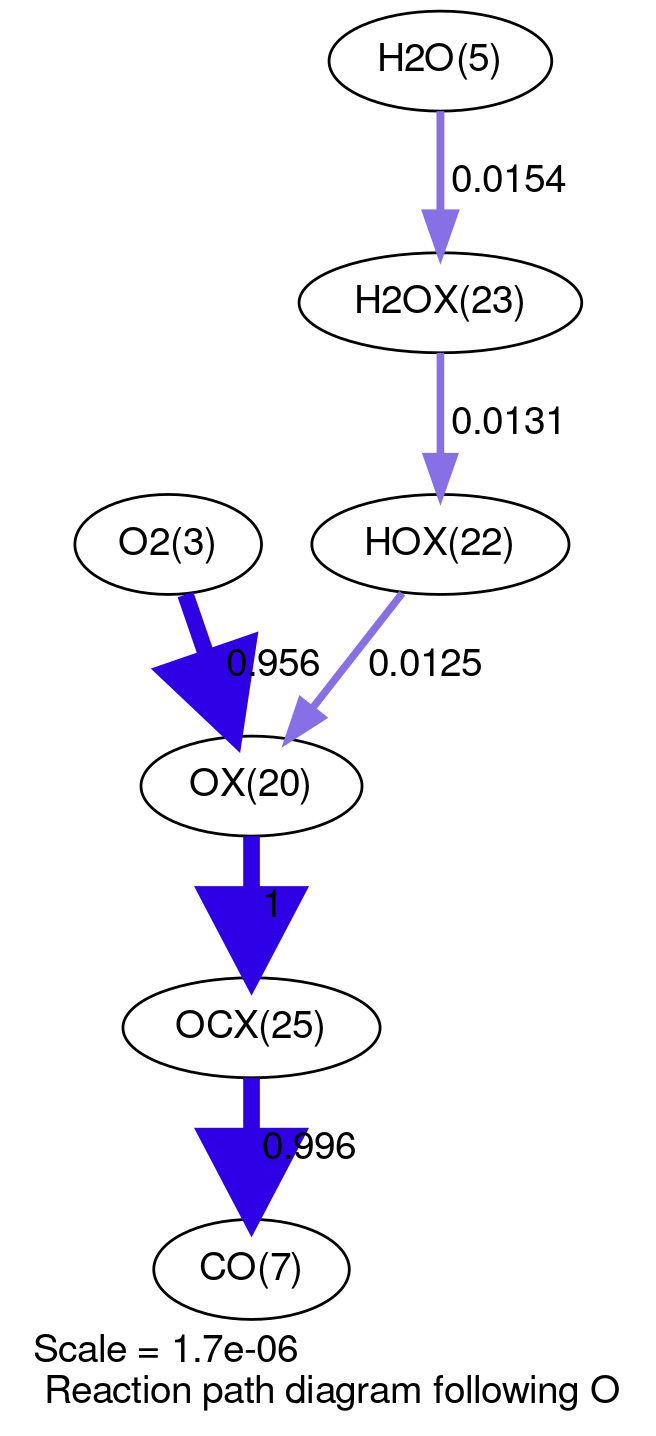 H2O(5)
0.0154
H2OX(23)
0.0131
O2(3)
HOX(22)
0.956
0.0125
OX(20)
1
OCX(25)
0.996
CO(7)
Scale = 1.7e-06
Reaction path diagram following O